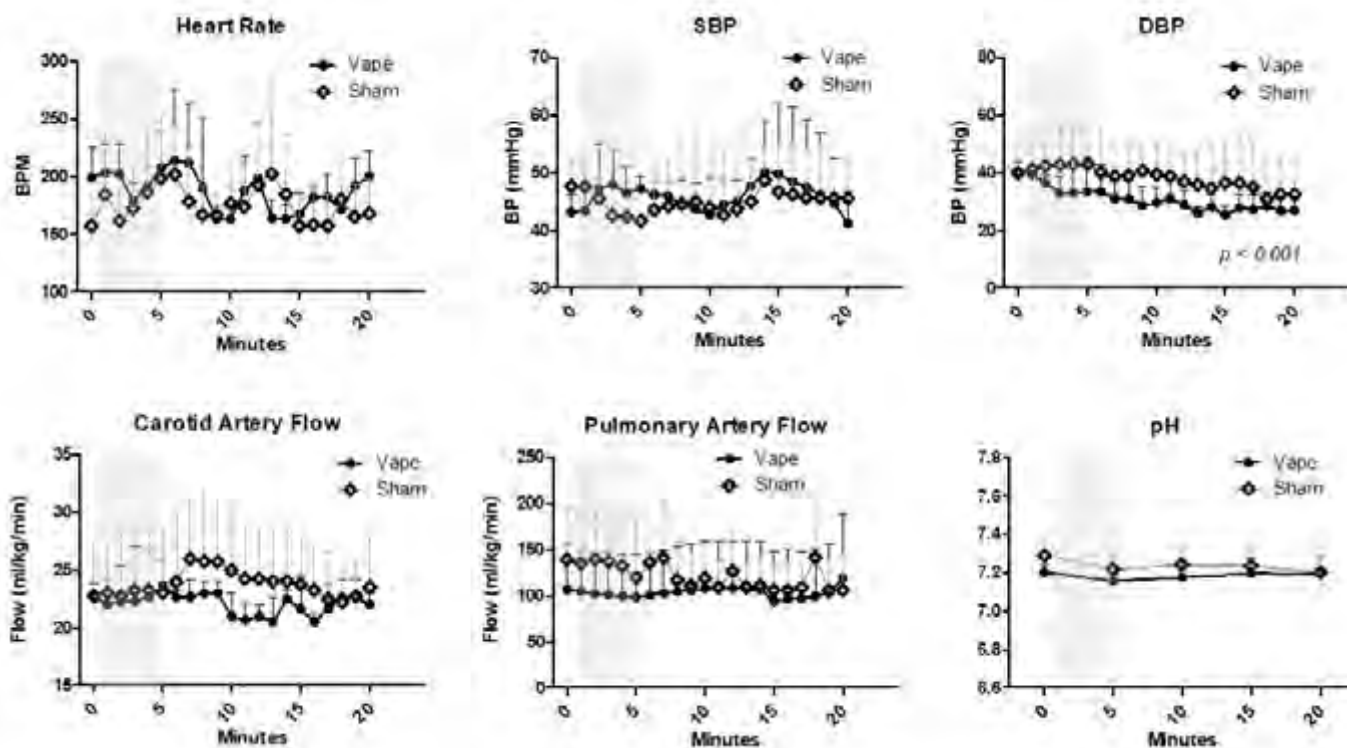 Heart Rate
300
250
200
150
100
BPM
Vape
Sham
0
5
10
15
20
Minutes
SBP
70
60
50
40
30
BP (mmHg)
Vape
Sham
0
5
10
15
20
Minutes
DBP
80
60
40
20
0
BP (mmHg)
Vape
Sham
p < 0.001
0
5
10
15
20
Minutes
Carotid Artery Flow
35
30
25
20
15
Flow (ml/kg/min)
Vape
Sham
0
5
10
15
20
Minutes
Pulmonary Artery Flow
250
200
150
100
50
0
Flow (ml/kg/min)
Vape
Sham
0
5
10
15
20
Minutes
pH
7.8
7.6
7.4
7.2
7.0
6.8
6.6
Vape
Sham
0
5
10
15
20
Minutes